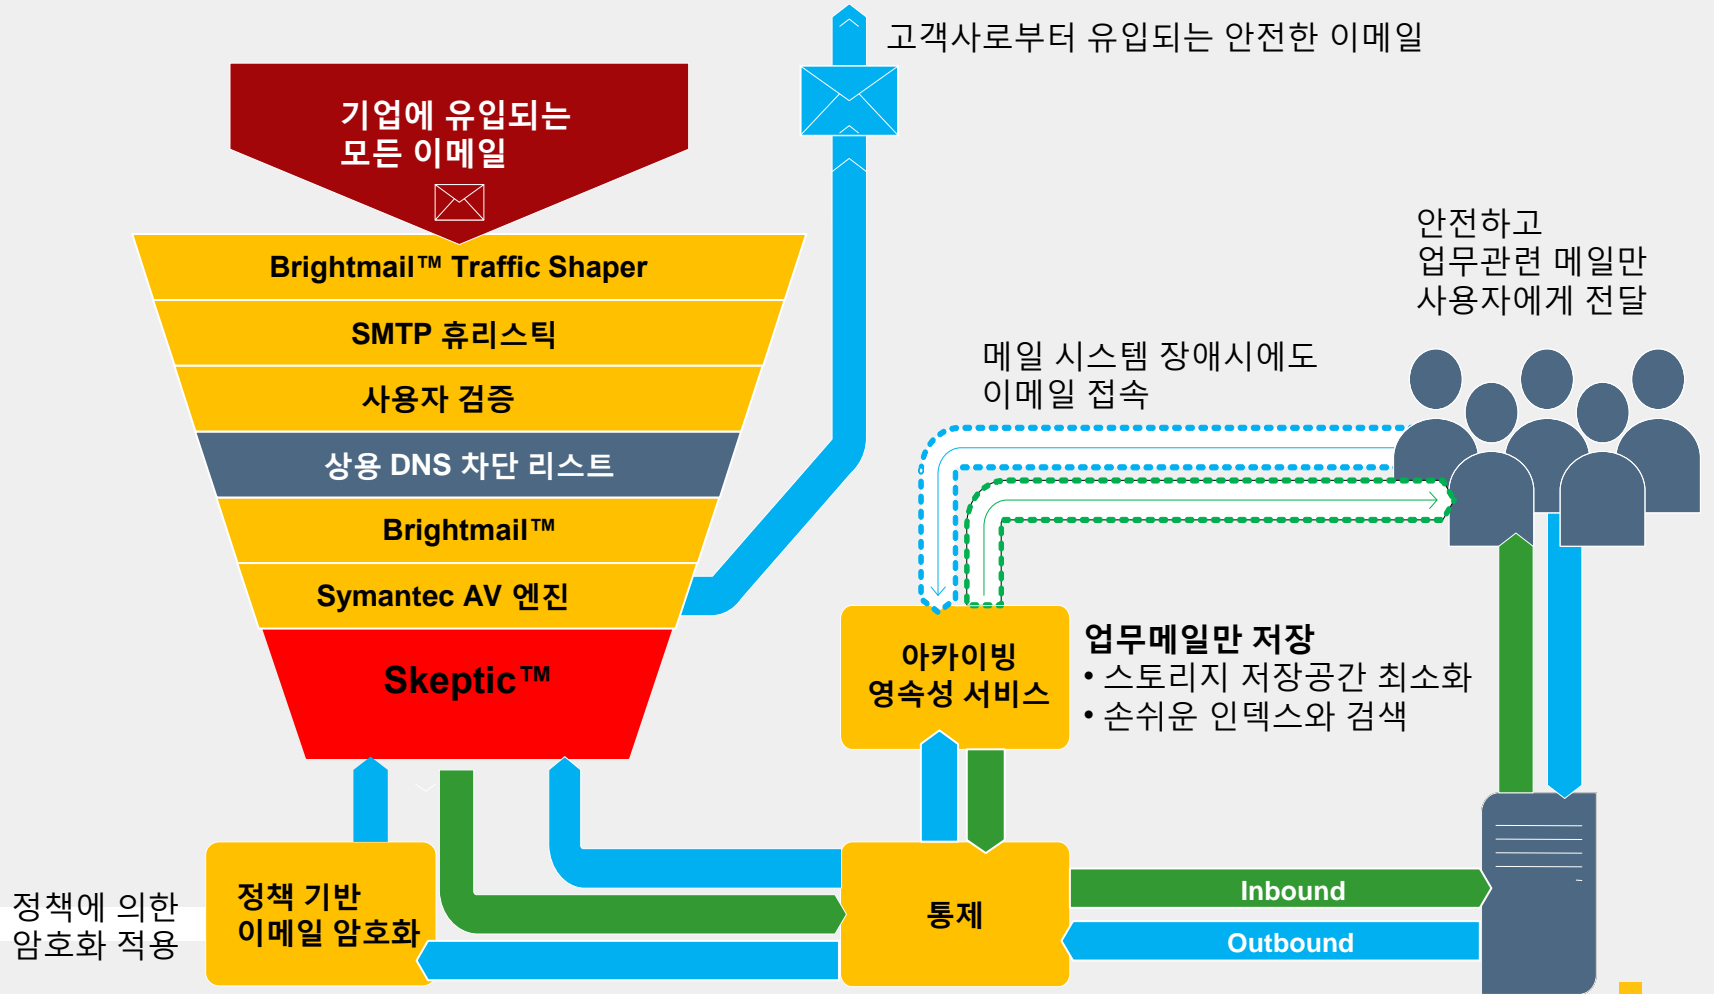 고객사로부터 유입되는 안전한 이메일
기업에 유입되는
모든 이메일
Brightmail™ Traffic Shaper
SMTP 휴리스틱
사용자 검증
상용 DNS 차단 리스트
Brightmail™
Symantec AV 엔진
Skeptic™
안전하고
업무관련 메일만
사용자에게 전달
메일 시스템 장애시에도
이메일 접속
아카이빙
영속성 서비스
업무메일만 저장
• 스토리지 저장공간 최소화
• 손쉬운 인덱스와 검색
정책에 의한
암호화 적용
정책 기반
이메일 암호화
통제
Inbound
Outbound